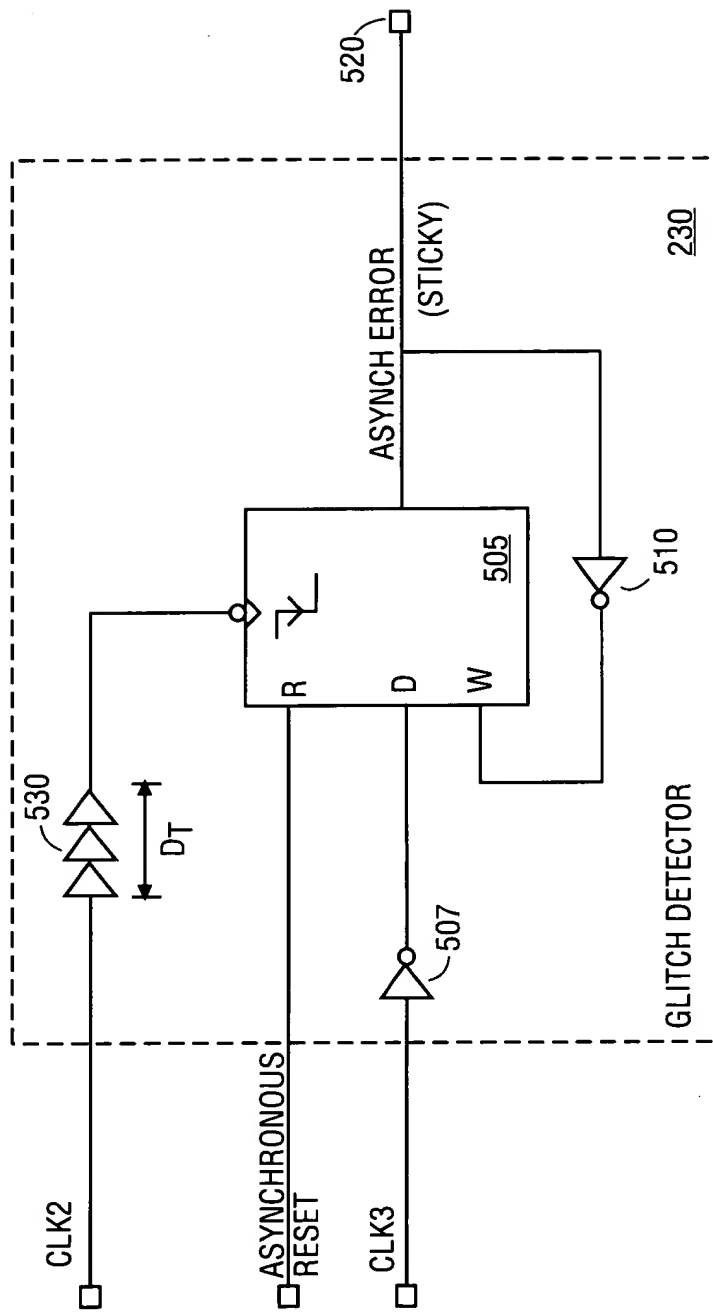 CLK2
530
D_T
ASYNCHRONOUS
RESET
R
CLK3
507
D
W
505
510
ASYNCH ERROR
(STICKY)
520
GLITCH DETECTOR
230